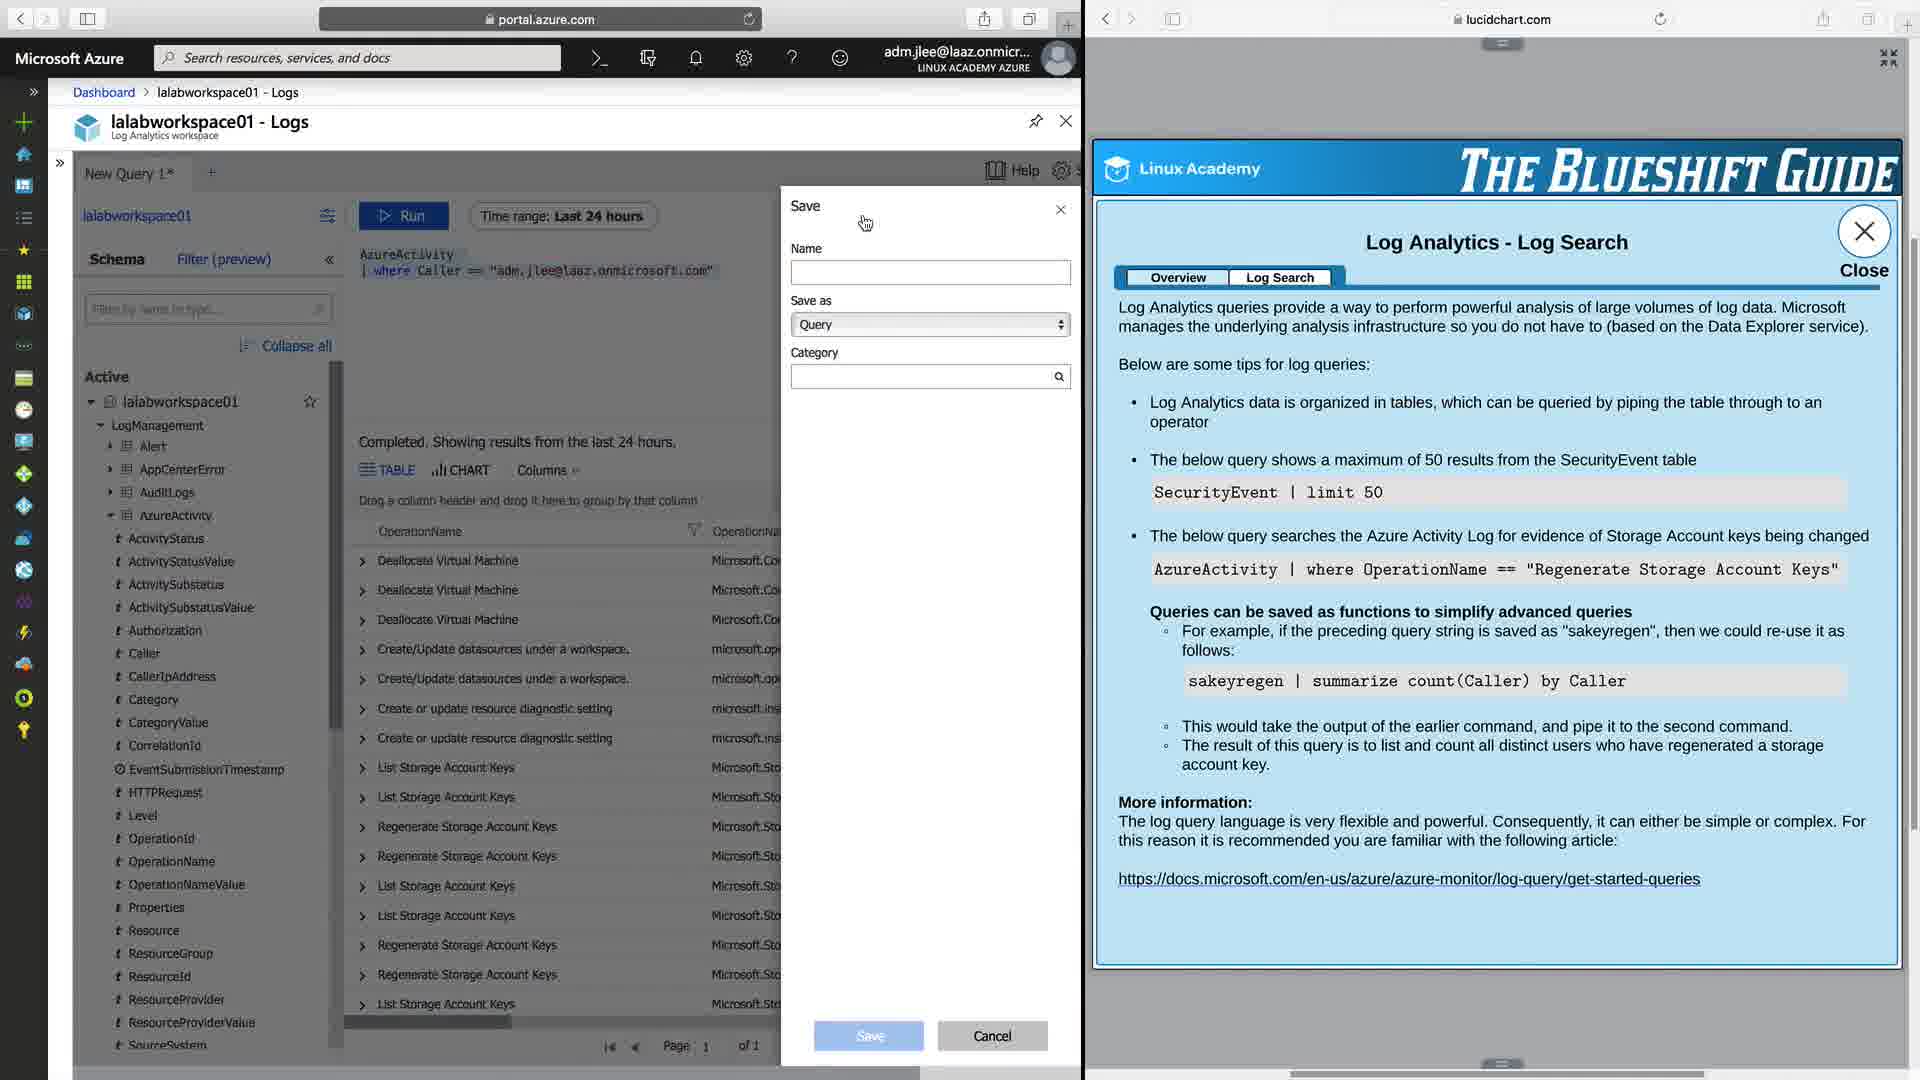 portal.azure.com
Microsoft Azure
Search resources, services, and docs
adm.jlee@laaz.onmicr...
LINUX ACADEMY AZURE
Dashboard > lalabworkspace01 - Logs
lalabworkspace01 - Logs
Log Analytics workspace
New Query 1*
Help
lalabworkspace01
Run
Time range: Last 24 hours
Schema
Filter (preview)
Filter by name or type...
Collapse all
Active
lalabworkspace01
LogManagement
Alert
AppCenterError
AuditLogs
AzureActivity
ActivityStatus
ActivityStatusValue
ActivitySubstatus
ActivitySubstatusValue
Authorization
Caller
CallerIpAddress
Category
CategoryValue
CorrelationId
EventSubmissionTimestamp
HTTPRequest
Level
OperationId
OperationName
OperationNameValue
Properties
Resource
ResourceGroup
ResourceId
ResourceProvider
ResourceProviderValue
SourceSystem
AzureActivity
| where Caller == "adm.jlee@laaz.onmicrosoft.com"
Completed. Showing results from the last 24 hours.
TABLE
CHART
Columns
Drag a column header and drop it here to group by that column
OperationName
OperationNa
Deallocate Virtual Machine Microsoft.Co
Deallocate Virtual Machine Microsoft.Co
Deallocate Virtual Machine Microsoft.Co
Create/Update datasources under a workspace. microsoft.ope
Create/Update datasources under a workspace. microsoft.ope
Create or update resource diagnostic setting microsoft.ins
Create or update resource diagnostic setting microsoft.ins
List Storage Account Keys Microsoft.Sto
List Storage Account Keys Microsoft.Sto
Regenerate Storage Account Keys Microsoft.Sto
Regenerate Storage Account Keys Microsoft.Sto
List Storage Account Keys Microsoft.Sto
List Storage Account Keys Microsoft.Sto
Regenerate Storage Account Keys Microsoft.Sto
Regenerate Storage Account Keys Microsoft.Sto
List Storage Account Keys Microsoft.Sto
Page 1 of 1
Save
Name
Save as
Query
Category
Save
Cancel
lucidchart.com
Linux Academy
THE BLUESHIFT GUIDE
Log Analytics - Log Search
Close
Overview
Log Search
Log Analytics queries provide a way to perform powerful analysis of large volumes of log data. Microsoft
manages the underlying analysis infrastructure so you do not have to (based on the Data Explorer service).
Below are some tips for log queries:
• Log Analytics data is organized in tables, which can be queried by piping the table through to an
operator
• The below query shows a maximum of 50 results from the SecurityEvent table
SecurityEvent | limit 50
• The below query searches the Azure Activity Log for evidence of Storage Account keys being changed
AzureActivity | where OperationName == "Regenerate Storage Account Keys"
Queries can be saved as functions to simplify advanced queries
◦ For example, if the preceding query string is saved as "sakeyregen", then we could re-use it as
follows:
sakeyregen | summarize count(Caller) by Caller
◦ This would take the output of the earlier command, and pipe it to the second command.
◦ The result of this query is to list and count all distinct users who have regenerated a storage
account key.
More information:
The log query language is very flexible and powerful. Consequently, it can either be simple or complex. For
this reason it is recommended you are familiar with the following article:
https://docs.microsoft.com/en-us/azure/azure-monitor/log-query/get-started-queries